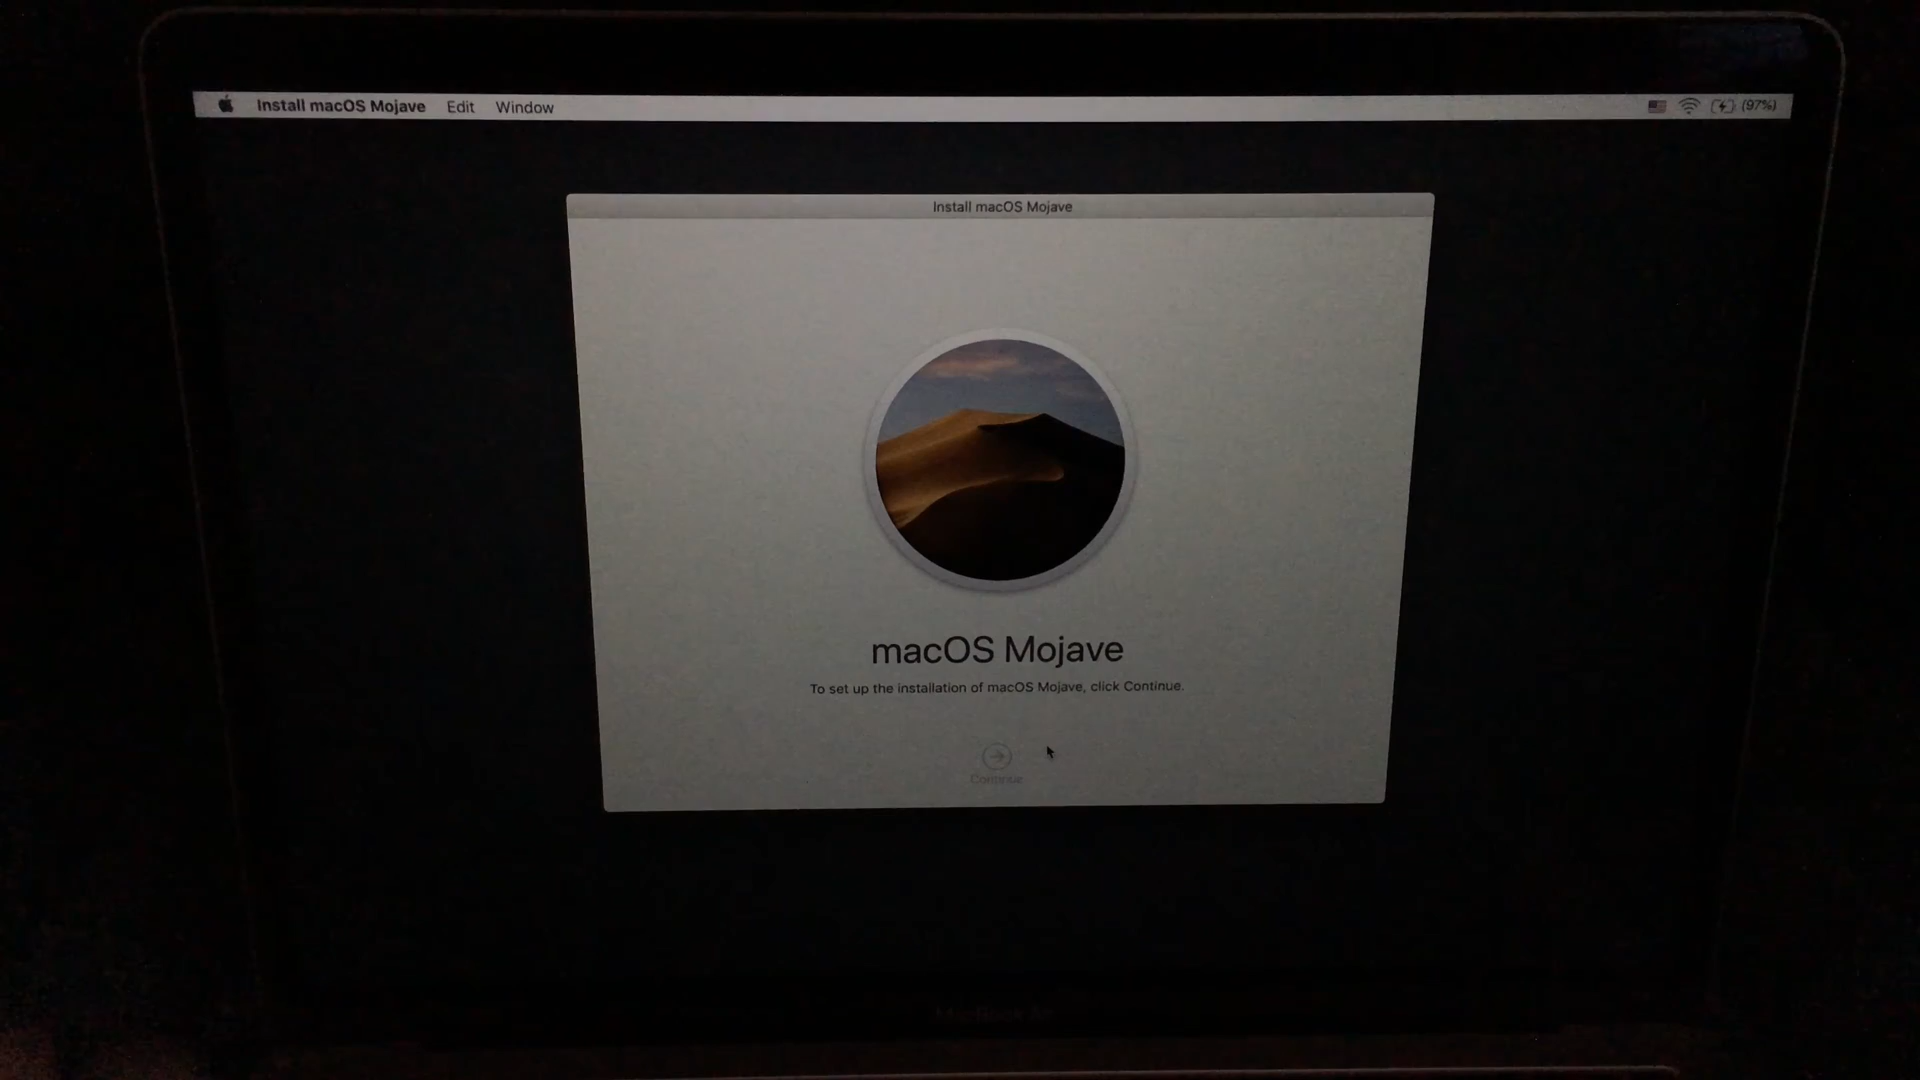 Install macOS Mojave Edit Window (97%)
Install macOS Mojave
macOS Mojave
To set up the installation of macOS Mojave, click Continue.
Continue